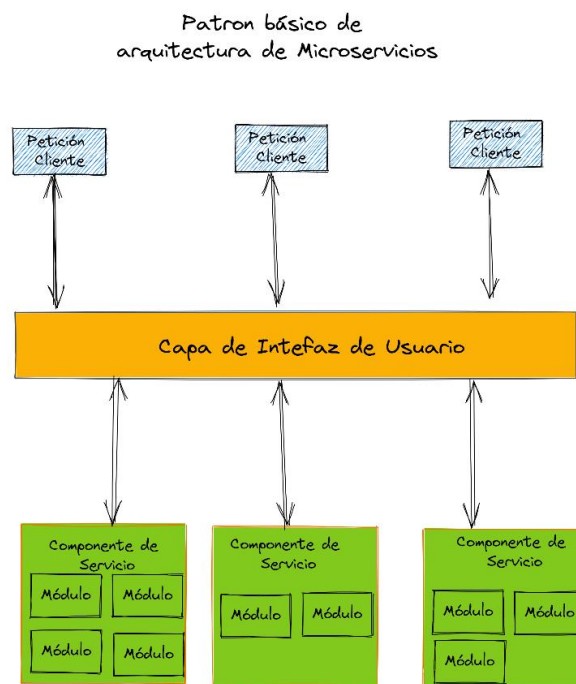 Patron básico de
arquitectura de Microservicios
Petición
Cliente
Petición
Cliente
Petición
Cliente
Capa de Intefaz de Usuario
Componente de
Servicio
Módulo
Módulo
Módulo
Módulo
Componente de
Servicio
Módulo
Módulo
Componente de
Servicio
Módulo
Módulo
Módulo